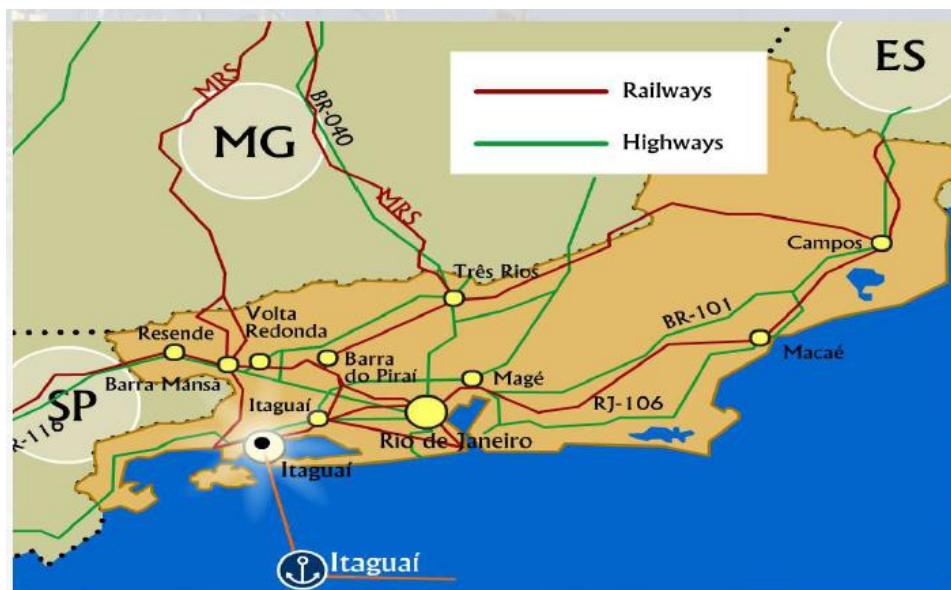 ES
Railways
Highways
MRS
BR-040
MG
MRS
Campos
Três Rios
BR-101
Volta
Redonda
Resende
Barra
do Piraí
Macaé
Barra Mansa
Magé
SP
RJ-106
Itaguaí
Rio de Janeiro
R-116
Itaguaí
Itaguaí